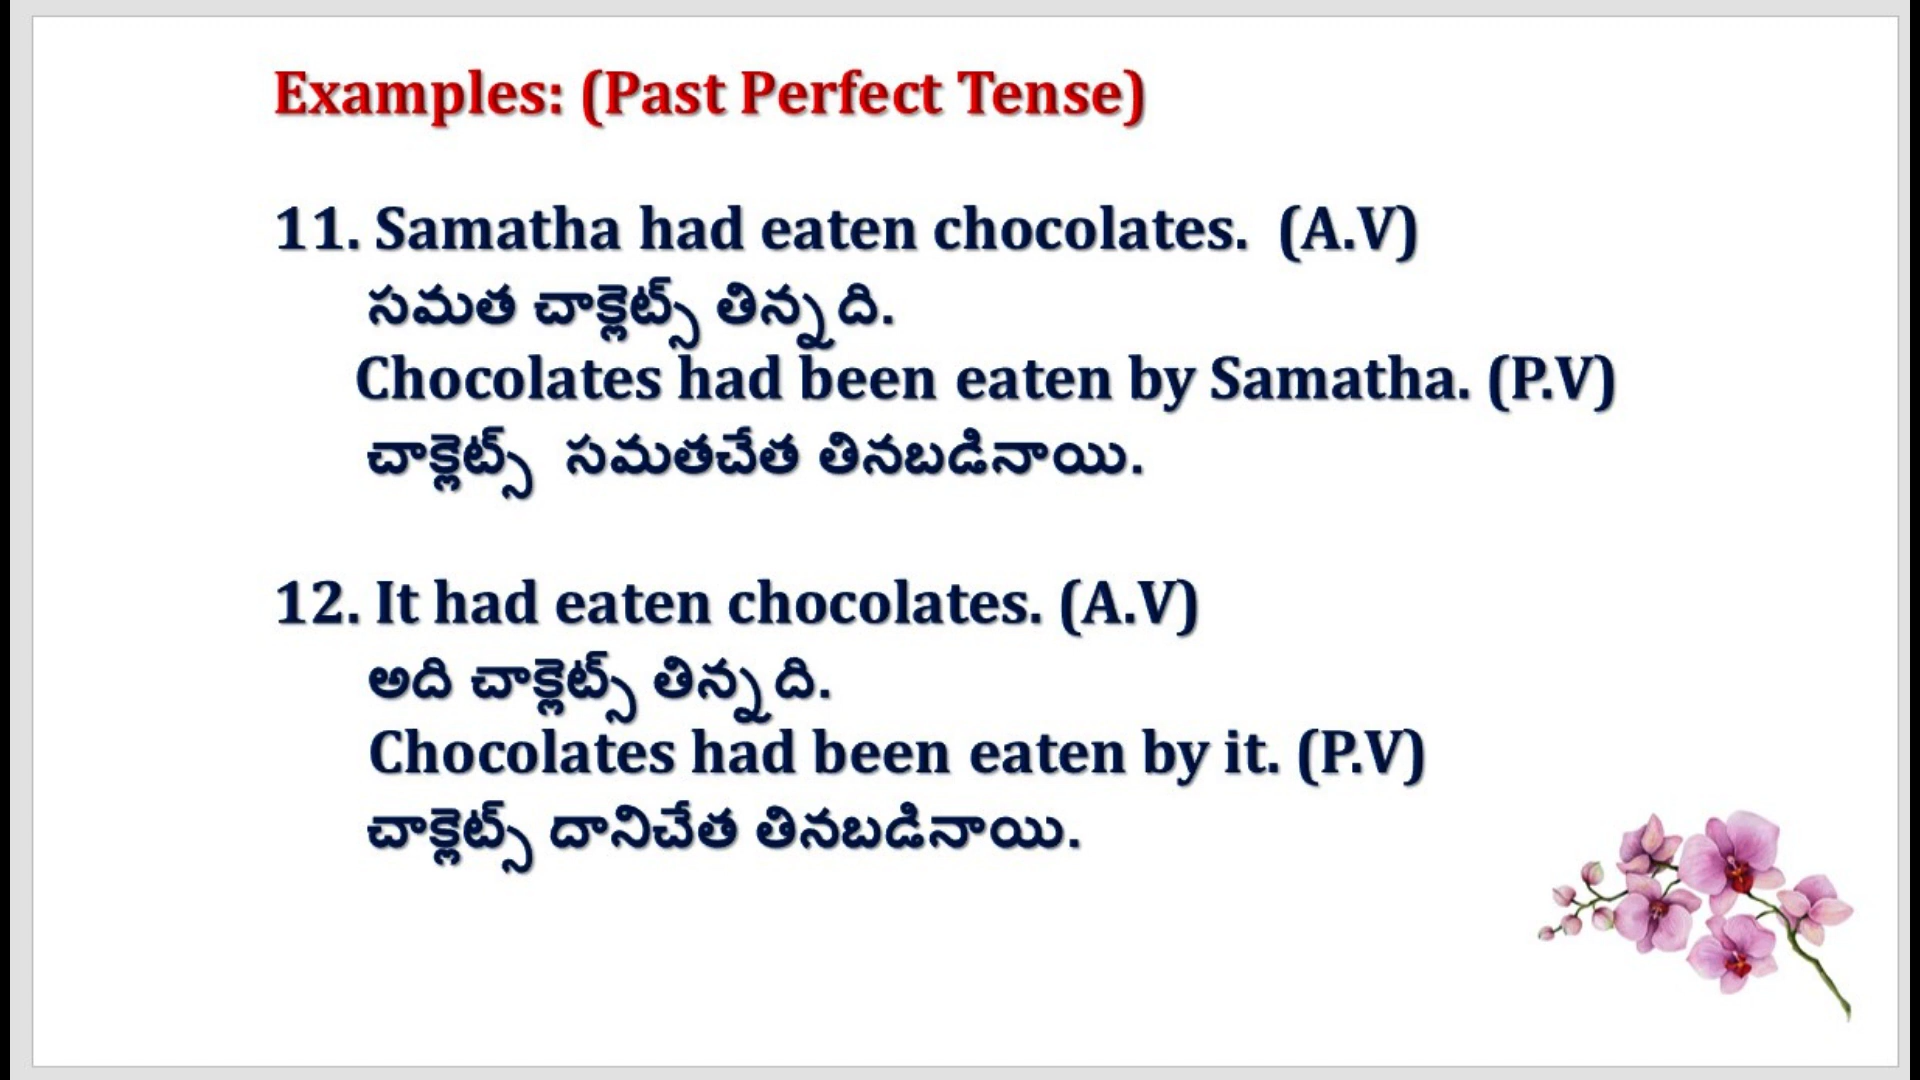 Examples: (Past Perfect Tense)
11. Samatha had eaten chocolates. (A.V)
సమత చాక్లెట్స్ తిన్నది.
Chocolates had been eaten by Samatha. (P.V)
చాక్లెట్స్ సమతచేత తినబడినాయి.
12. It had eaten chocolates. (A.V)
అది చాక్లెట్స్ తిన్నది.
Chocolates had been eaten by it. (P.V)
చాక్లెట్స్ దానిచేత తినబడినాయి.